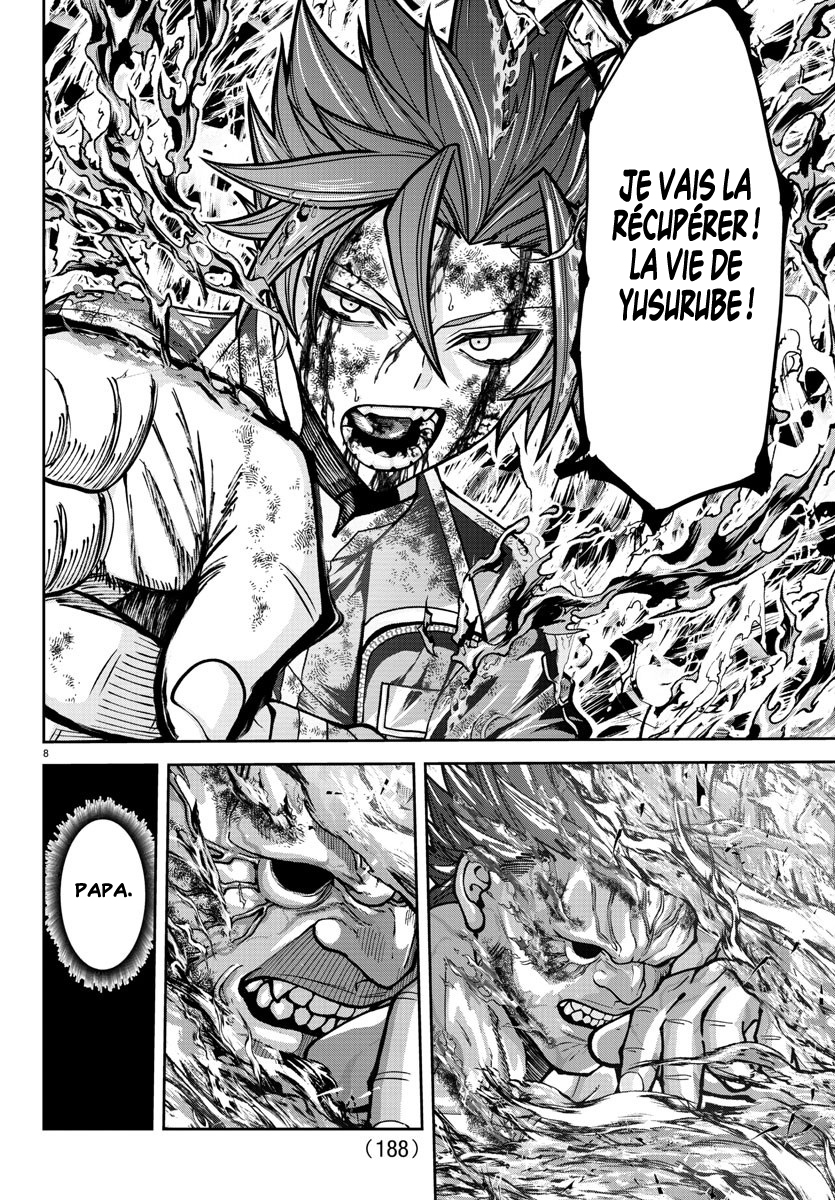 JE VAIS LA
RÉCUPÉRER !
LA VIE DE
YUSURUBE !
8
PAPA.
(188)